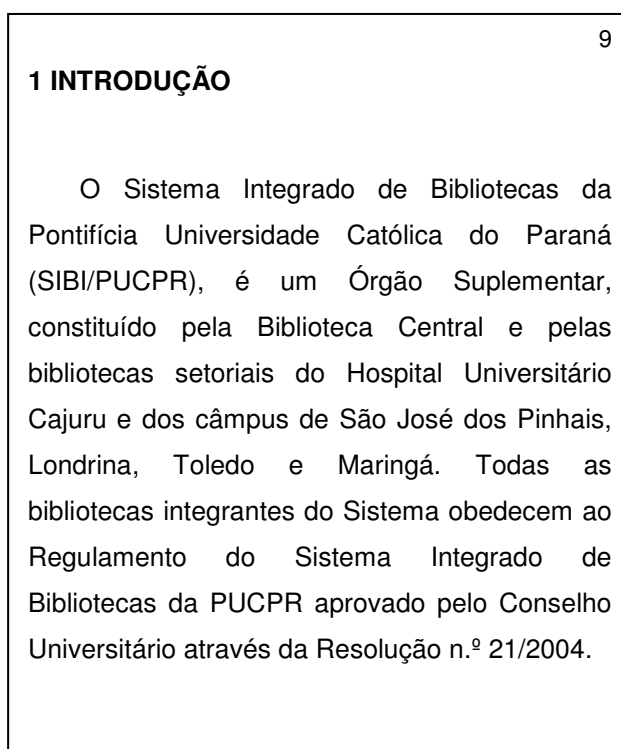 9
1 INTRODUÇÃO
O Sistema Integrado de Bibliotecas da
Pontifícia Universidade Católica do Paraná
(SIBI/PUCPR), é um Órgão Suplementar,
constituído pela Biblioteca Central e pelas
bibliotecas setoriais do Hospital Universitário
Cajuru e dos câmpus de São José dos Pinhais,
Londrina, Toledo e Maringá. Todas as
bibliotecas integrantes do Sistema obedecem ao
Regulamento do Sistema Integrado de
Bibliotecas da PUCPR aprovado pelo Conselho
Universitário através da Resolução n.º 21/2004.